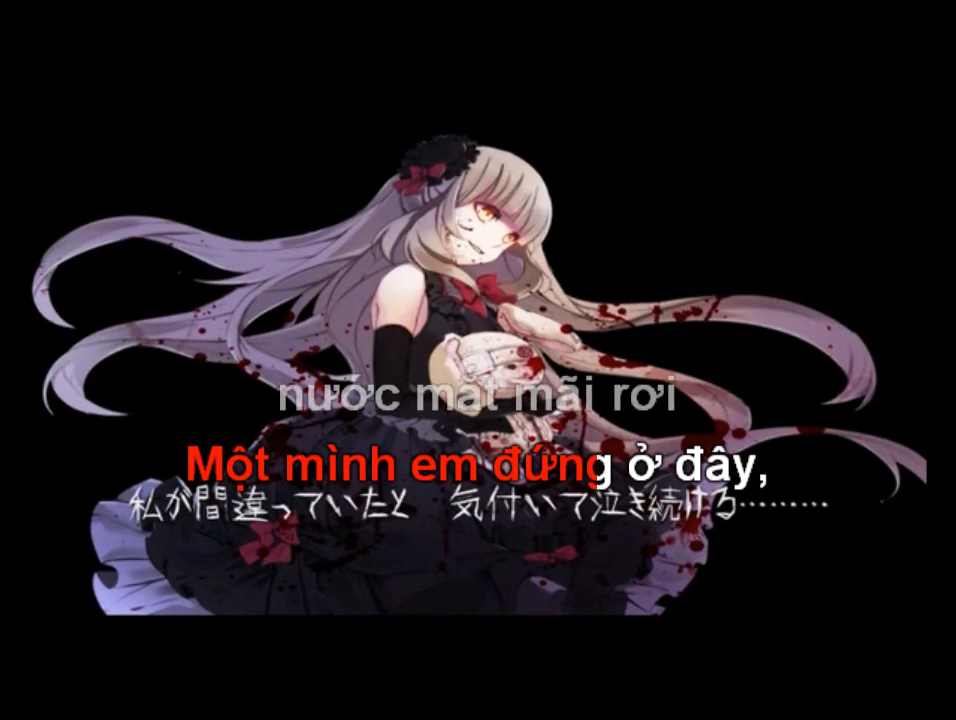 nước mắt mãi rơi
Một mình em đứng ở đây,
私が間違っていたと 気付いて泣き続ける………